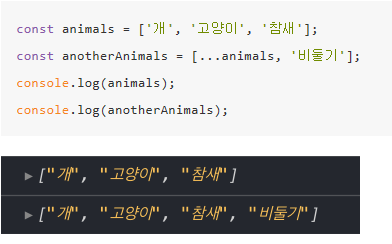 const animals = ['개', '고양이', '참새'];
const anotherAnimals = [...animals, '비둘기'];
console.log(animals);
console.log(anotherAnimals);
▶ ["개", "고양이", "참새"]
▶ ["개", "고양이", "참새", "비둘기"]